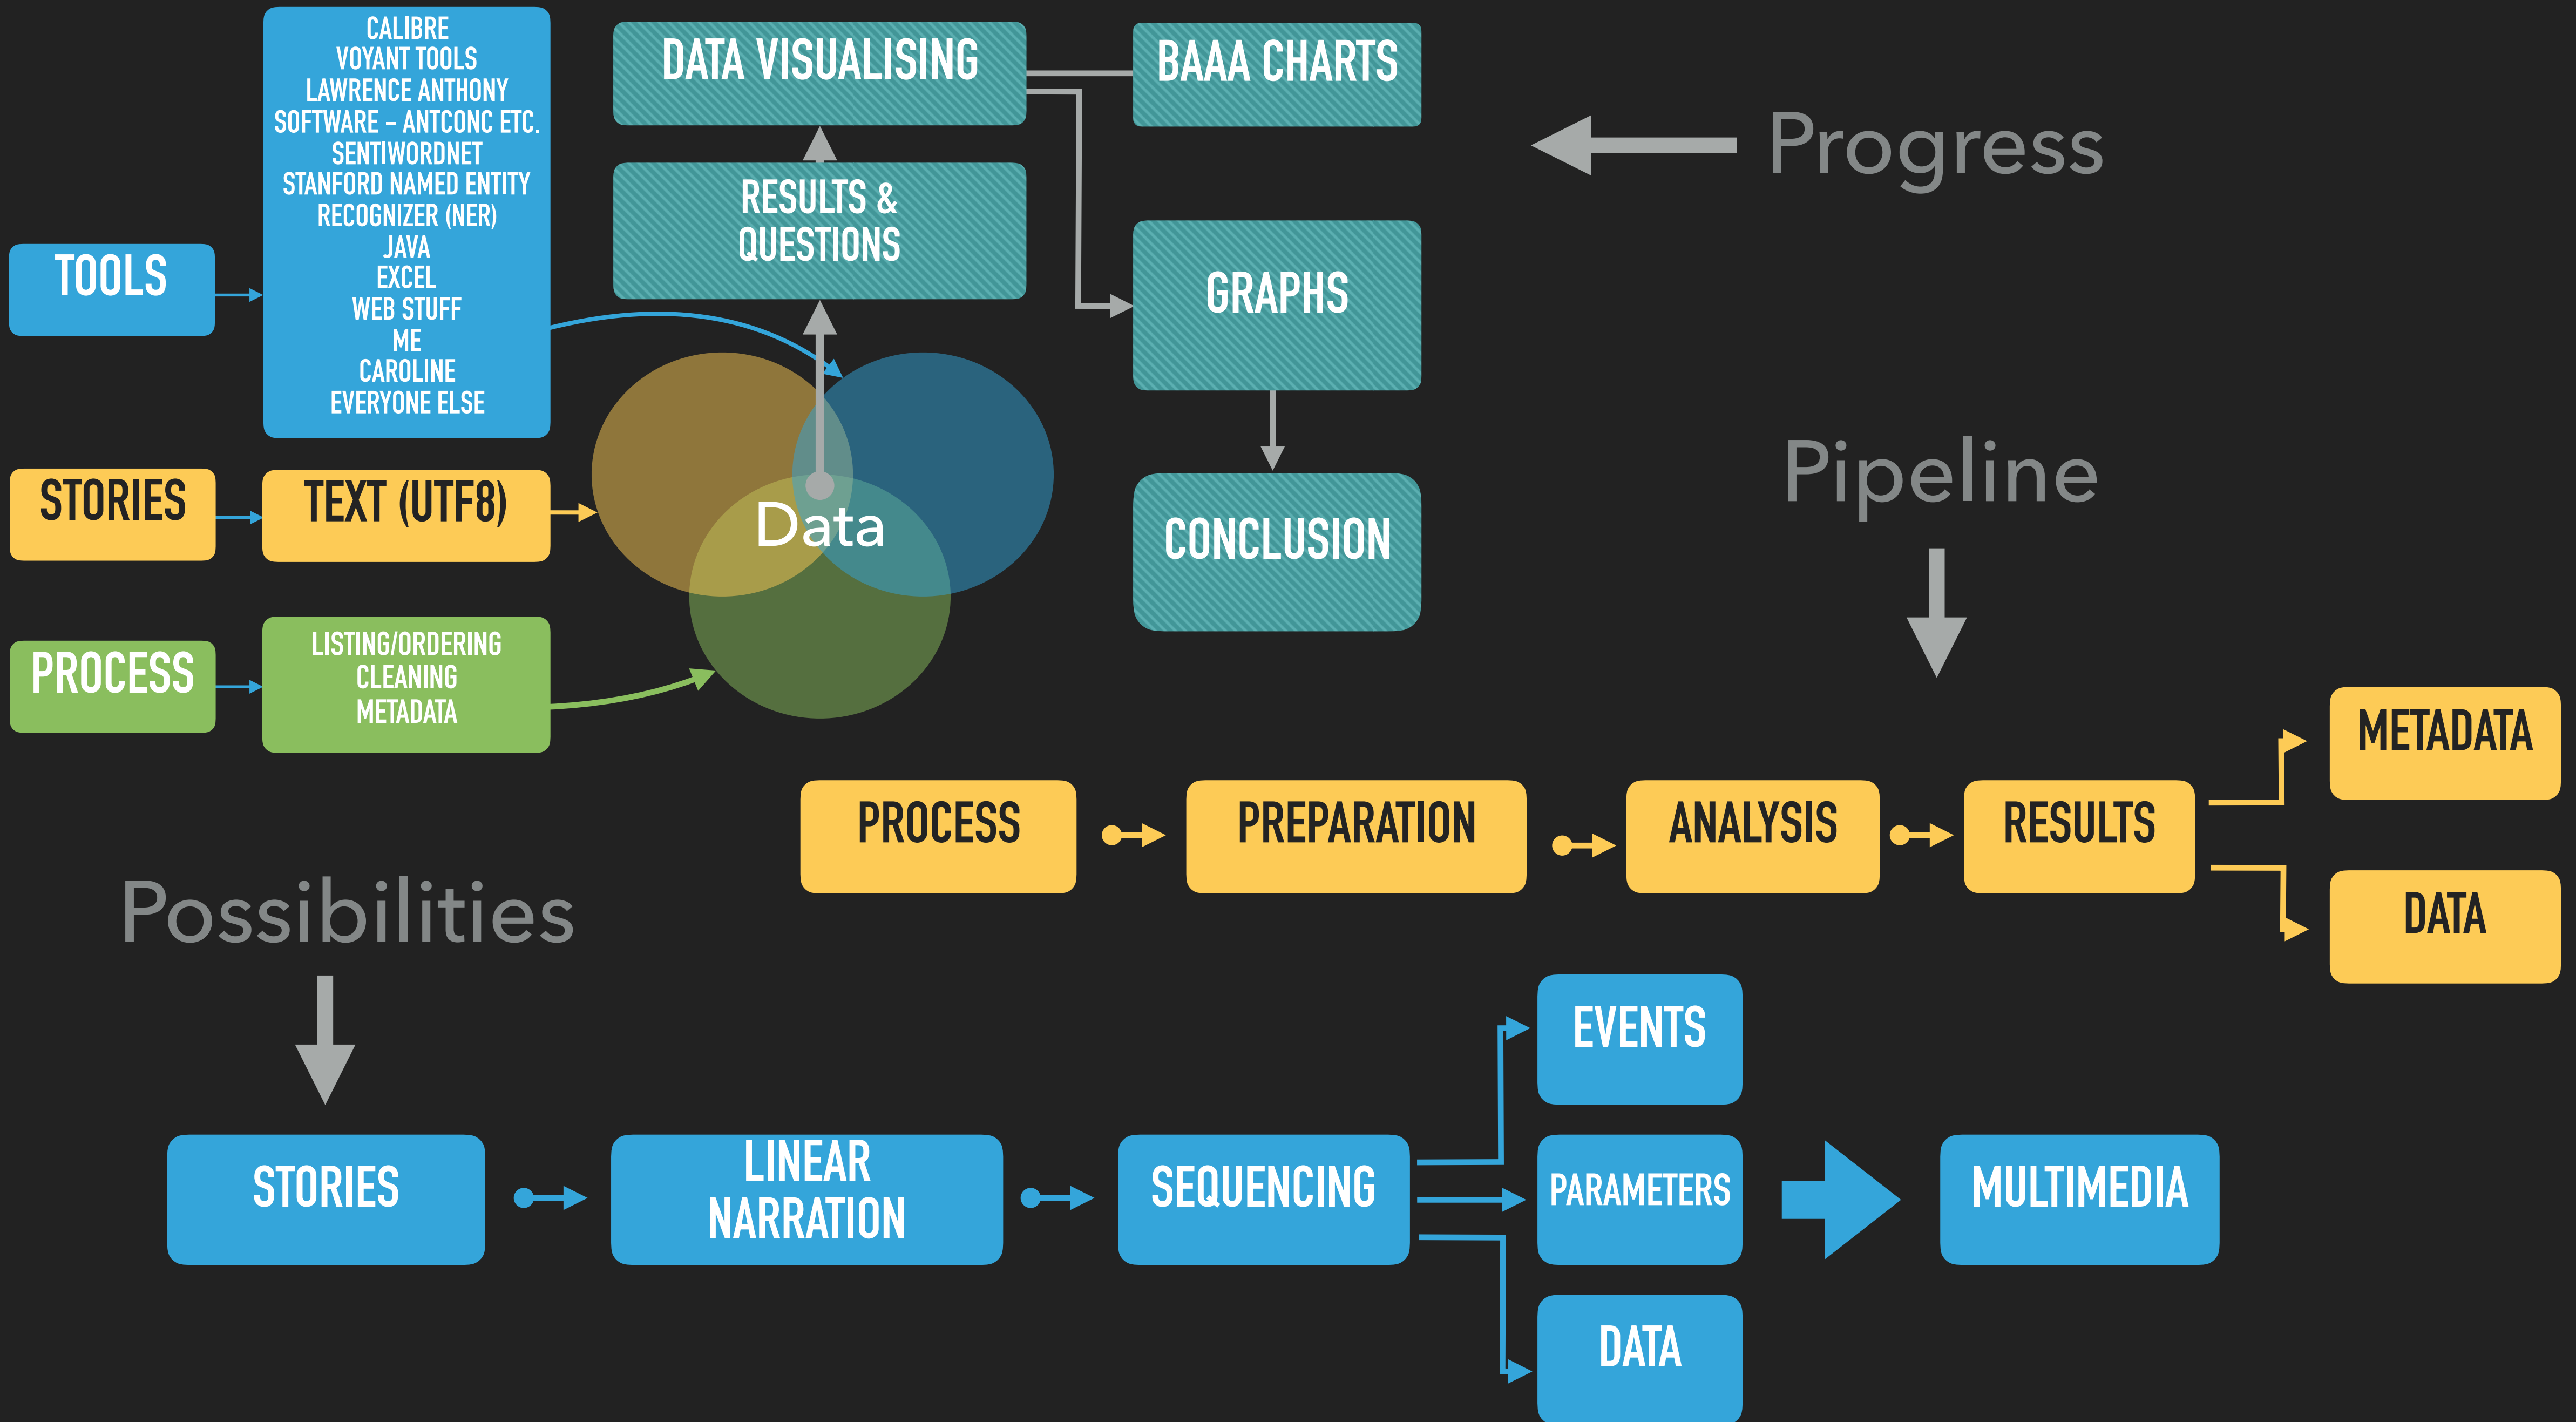 TOOLS
CALIBRE
VOYANT TOOLS
LAWRENCE ANTHONY
SOFTWARE – ANTCONC ETC.
SENTIWORDNET
STANFORD NAMED ENTITY
RECOGNIZER (NER)
JAVA
EXCEL
WEB STUFF
ME
CAROLINE
EVERYONE ELSE
STORIES
TEXT (UTF8)
PROCESS
LISTING/ORDERING
CLEANING
METADATA
Data
RESULTS &
QUESTIONS
DATA VISUALISING
BAAA CHARTS
GRAPHS
CONCLUSION
Progress
Pipeline
PROCESS
PREPARATION
ANALYSIS
RESULTS
METADATA
DATA
Possibilities
STORIES
LINEAR
NARRATION
SEQUENCING
EVENTS
PARAMETERS
DATA
MULTIMEDIA